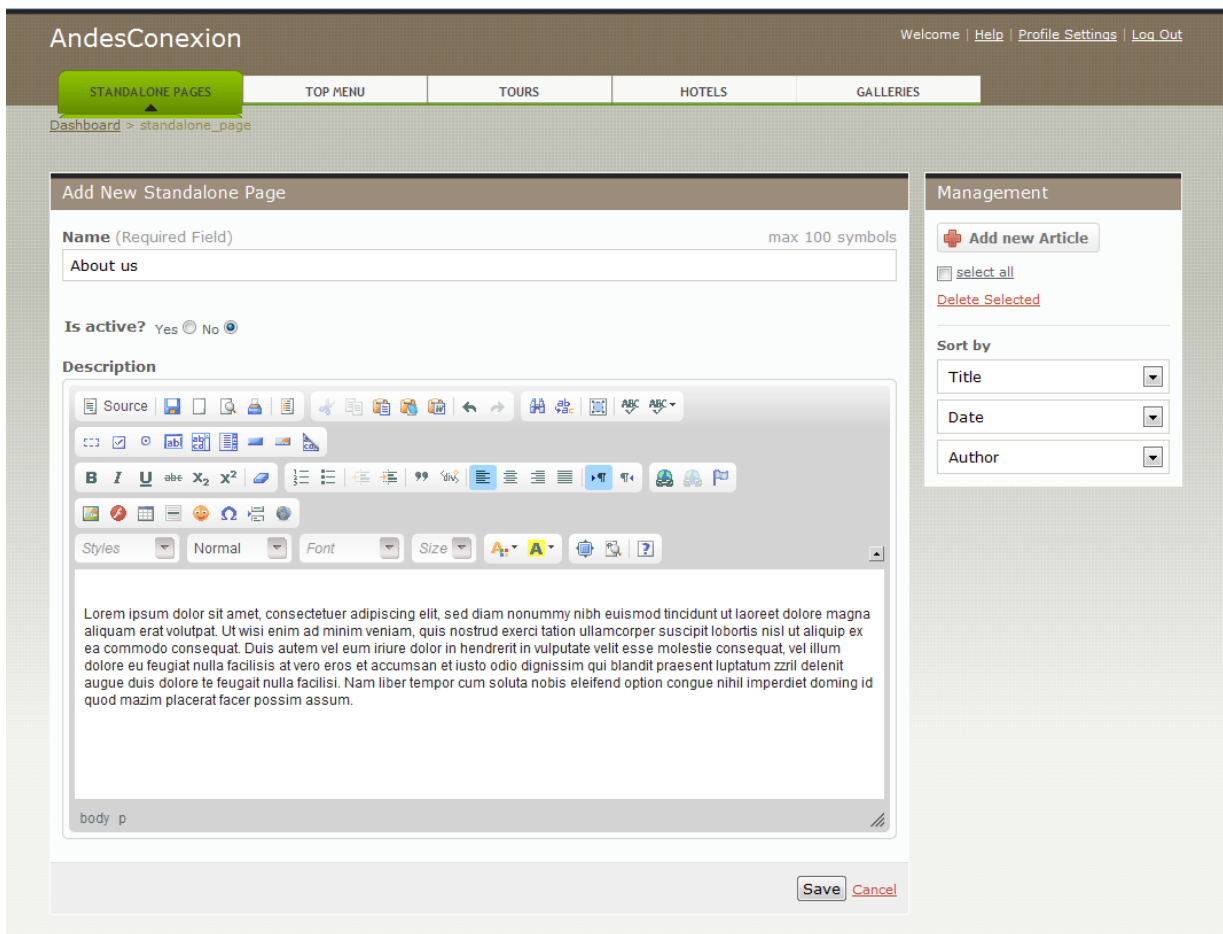 AndesConexion
Welcome | Help | Profile Settings | Log Out
STANDALONE PAGES TOP MENU TOURS HOTELS GALLERIES
Dashboard > standalone_page
Add New Standalone Page
Name (Required Field) max 100 symbols
About us
Is active? Yes No
Description
Source
ABC ABC
B I U abc X₂ X²
Styles Normal Font Size A A ?
Lorem ipsum dolor sit amet, consectetuer adipiscing elit, sed diam nonummy nibh euismod tincidunt ut laoreet dolore magna
aliquam erat volutpat. Ut wisi enim ad minim veniam, quis nostrud exerci tation ullamcorper suscipit lobortis nisl ut aliquip ex
ea commodo consequat. Duis autem vel eum iriure dolor in hendrerit in vulputate velit esse molestie consequat, vel illum
dolore eu feugiat nulla facilisis at vero eros et accumsan et iusto odio dignissim qui blandit praesent luptatum zzril delenit
augue duis dolore te feugait nulla facilisi. Nam liber tempor cum soluta nobis eleifend option congue nihil imperdiet doming id
quod mazim placerat facer possim assum.
body p
Save Cancel
Management
Add new Article
select all
Delete Selected
Sort by
Title
Date
Author